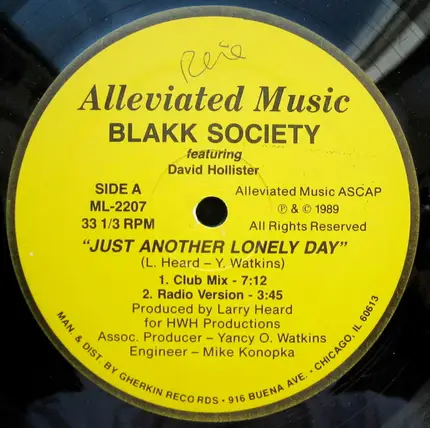 Alleviated Music
BLAKK SOCIETY
featuring
David Hollister
SIDE A
ML-2207
33 1/3 RPM
Alleviated Music ASCAP
℗ & © 1989
All Rights Reserved
"JUST ANOTHER LONELY DAY"
(L. Heard – Y. Watkins)
1. Club Mix - 7:12
2. Radio Version - 3:45
Produced by Larry Heard
for HWH Productions
Assoc. Producer – Yancy O. Watkins
Engineer – Mike Konopka
MAN. & DIST. BY GHERKIN RECORDS • 916 BUENA AVE. • CHICAGO, IL 60613